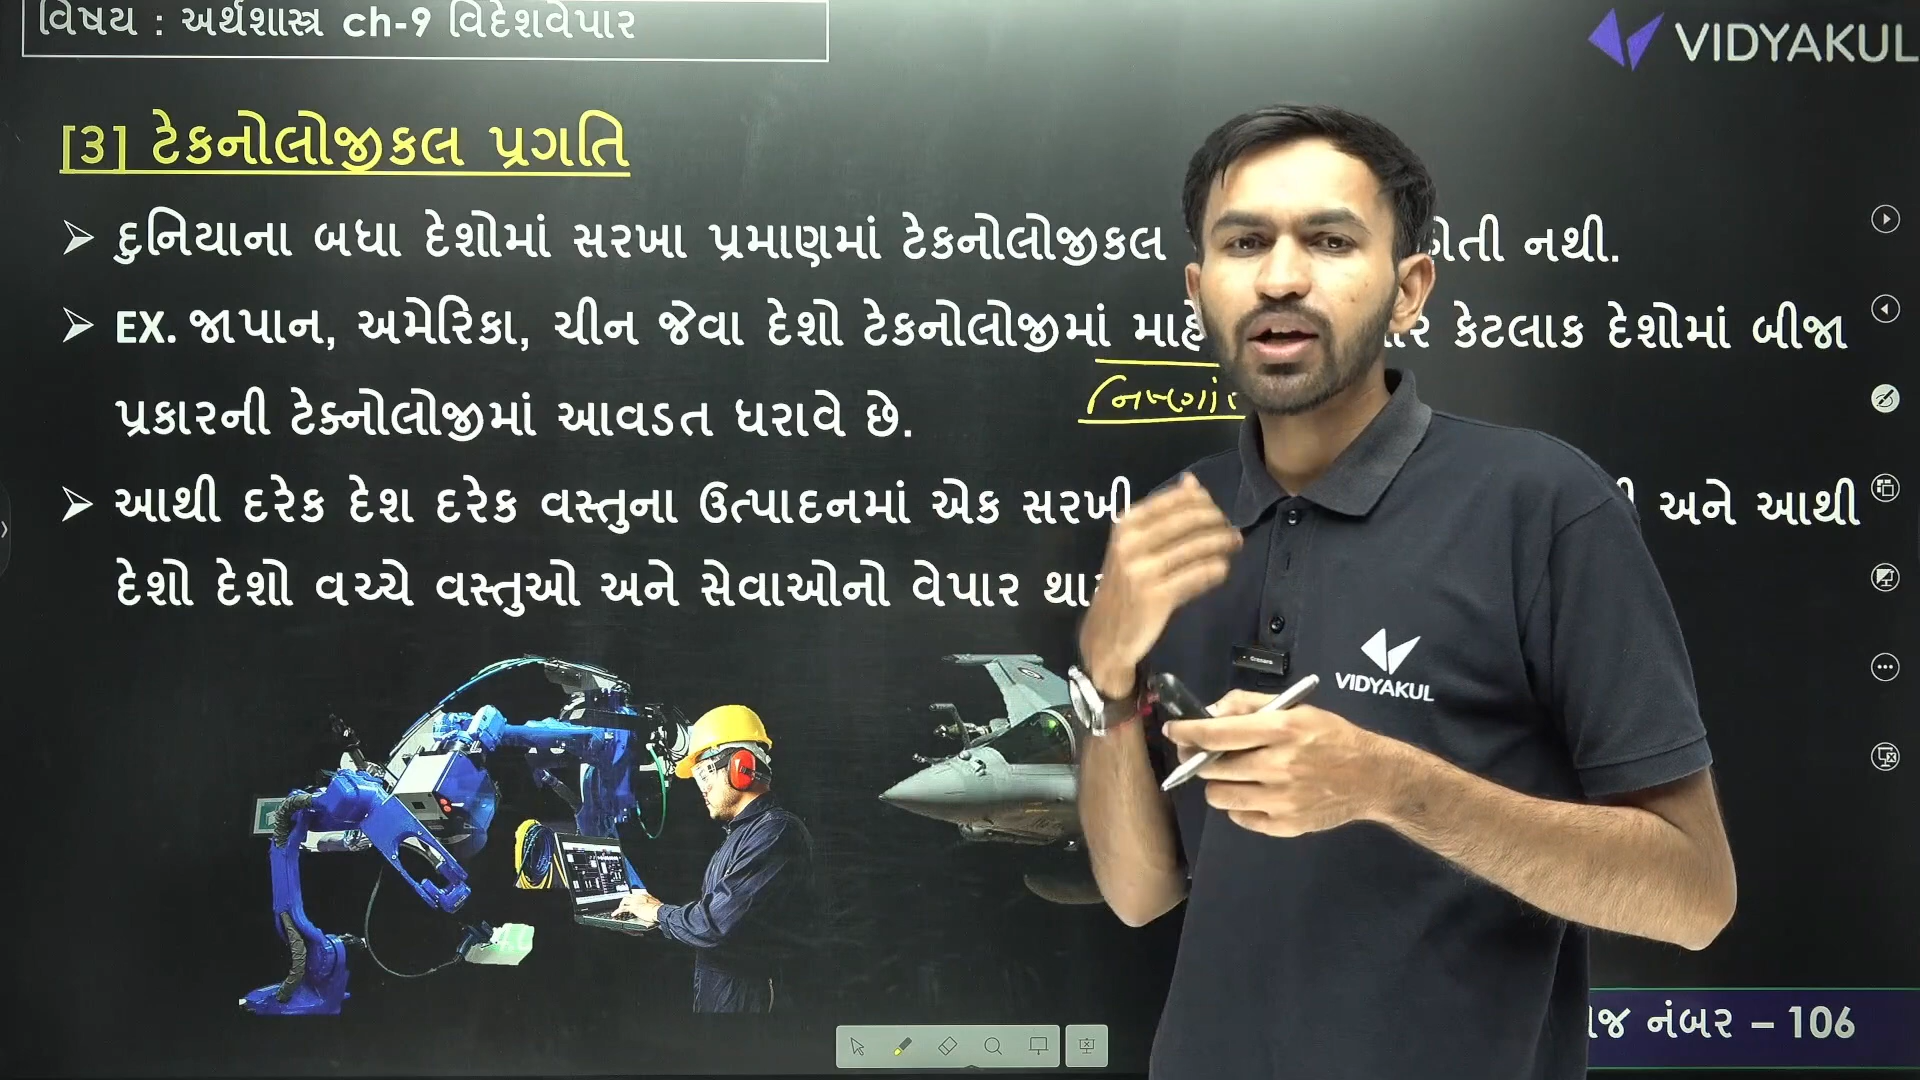 વિષય : અર્થશાસ્ત્ર ch-9 વિદેશવેપાર
VIDYAKUL
[૩] ટેકનોલોજીકલ પ્રગતિ
➢ દુનિયાના બધા દેશોમાં સરખા પ્રમાણમાં ટેકનોલોજીકલ નથી.
➢ EX. જાપાન, અમેરિકા, ચીન જેવા દેશો ટેકનોલોજીમાં કેટલાક દેશોમાં બીજા
પ્રકારની ટેક્નોલોજીમાં આવડત ધરાવે છે.
➢ આથી દરેક દેશ દરેક વસ્તુના ઉત્પાદનમાં એક સરખી અને આથી
દેશો દેશો વચ્ચે વસ્તુઓ અને સેવાઓનો વેપાર
VIDYAKUL
નંબર – 106